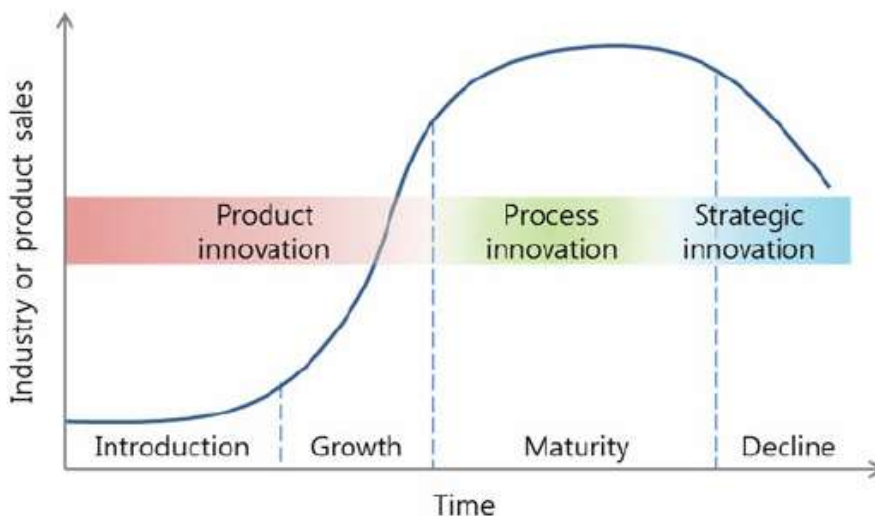 Industry or product sales
Product
innovation
Process
innovation
Strategic
innovation
Introduction
Growth
Maturity
Decline
Time